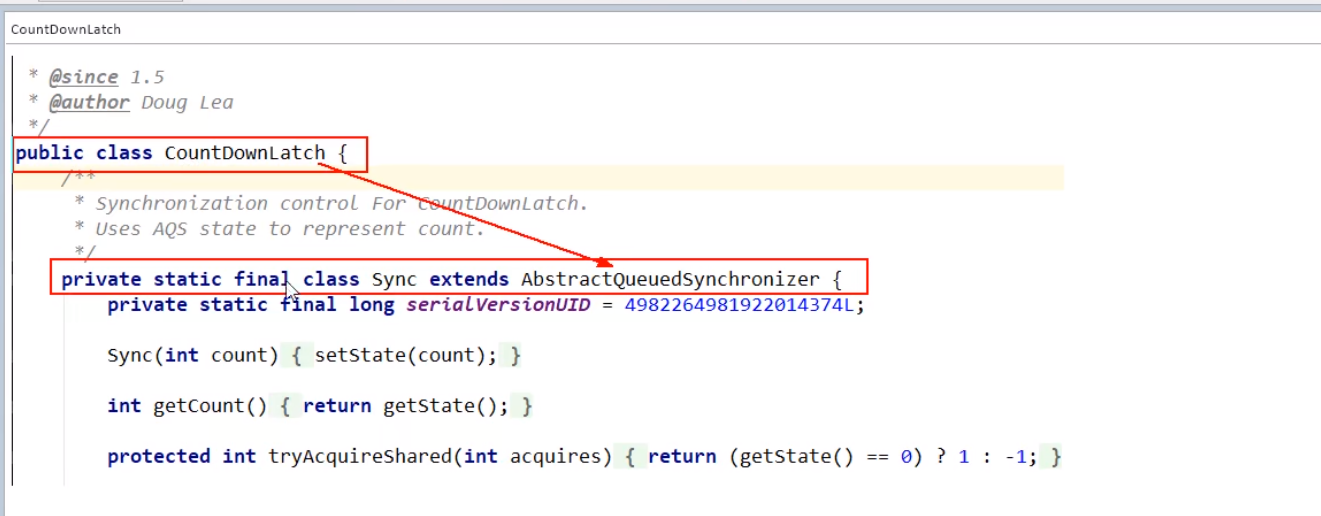 CountDownLatch
* @since 1.5
* @author Doug Lea
*/
public class CountDownLatch {
/**
* Synchronization control For CountDownLatch.
* Uses AQS state to represent count.
*/
private static final class Sync extends AbstractQueuedSynchronizer {
private static final long serialVersionUID = 4982264981922014374L;
Sync(int count) { setState(count); }
int getCount() { return getState(); }
protected int tryAcquireShared(int acquires) { return (getState() == 0) ? 1 : -1; }